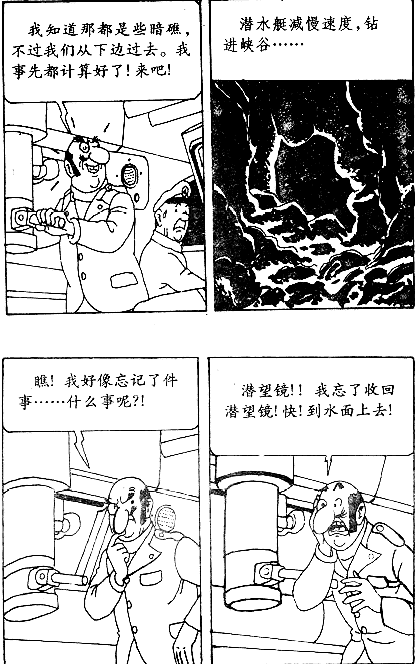 我知道那都是些暗礁，
不过我们从下边过去。我
事先都计算好了！来吧！
潜水艇减慢速度，钻
进峡谷……
瞧！我好像忘记了件
事……什么事呢？！
潜望镜！！我忘了收回
潜望镜！快！到水面上去！